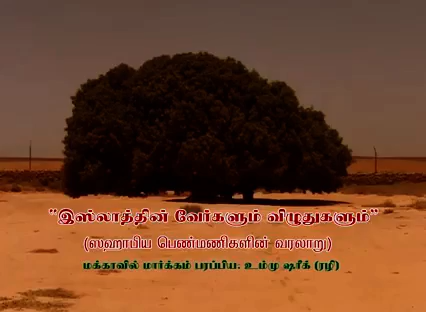 "இஸ்லாத்தின் வேர்களும் விழுதுகளும்"
(ஸஹாபிய பெண்மணிகளின் வரலாறு)
மக்காவில் மார்க்கம் பரப்பிய: உம்மு ஷரீக் (ரழி)